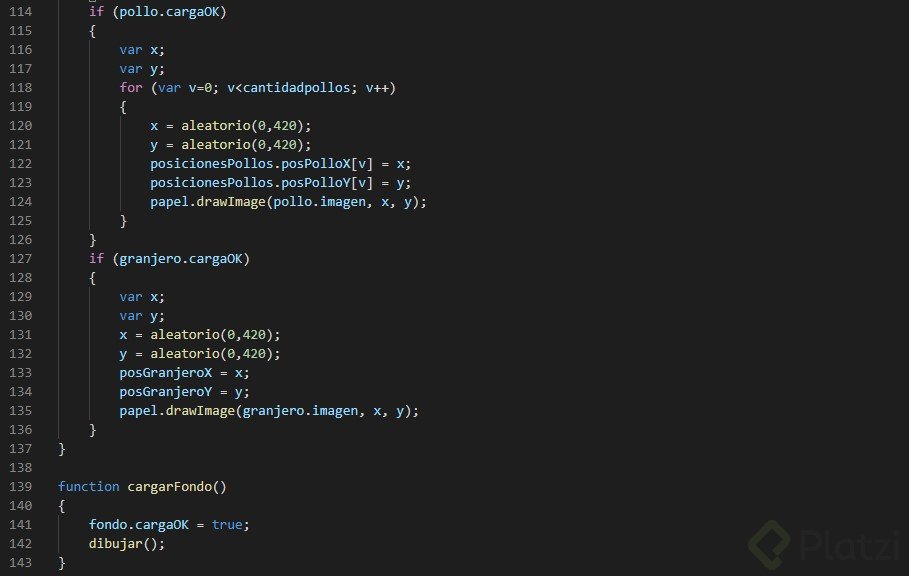 114 if (pollo.cargaOK)
115 {
116 var x;
117 var y;
118 for (var v=0; v<cantidadpollos; v++)
119 {
120 x = aleatorio(0,420);
121 y = aleatorio(0,420);
122 posicionesPollos.posPolloX[v] = x;
123 posicionesPollos.posPolloY[v] = y;
124 papel.drawImage(pollo.imagen, x, y);
125 }
126 }
127 if (granjero.cargaOK)
128 {
129 var x;
130 var y;
131 x = aleatorio(0,420);
132 y = aleatorio(0,420);
133 posGranjeroX = x;
134 posGranjeroY = y;
135 papel.drawImage(granjero.imagen, x, y);
136 }
137 }
138
139 function cargarFondo()
140 {
141 fondo.cargaOK = true;
142 dibujar();
143 }
Platzi